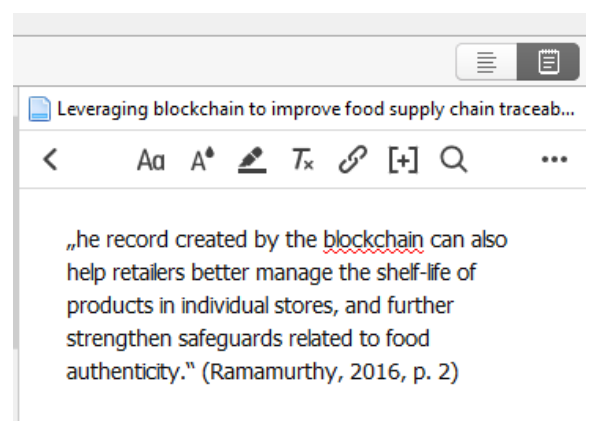 Leveraging blockchain to improve food supply chain traceab...
Aa A Tx [+] ...
„he record created by the blockchain can also
help retailers better manage the shelf-life of
products in individual stores, and further
strengthen safeguards related to food
authenticity.“ (Ramamurthy, 2016, p. 2)